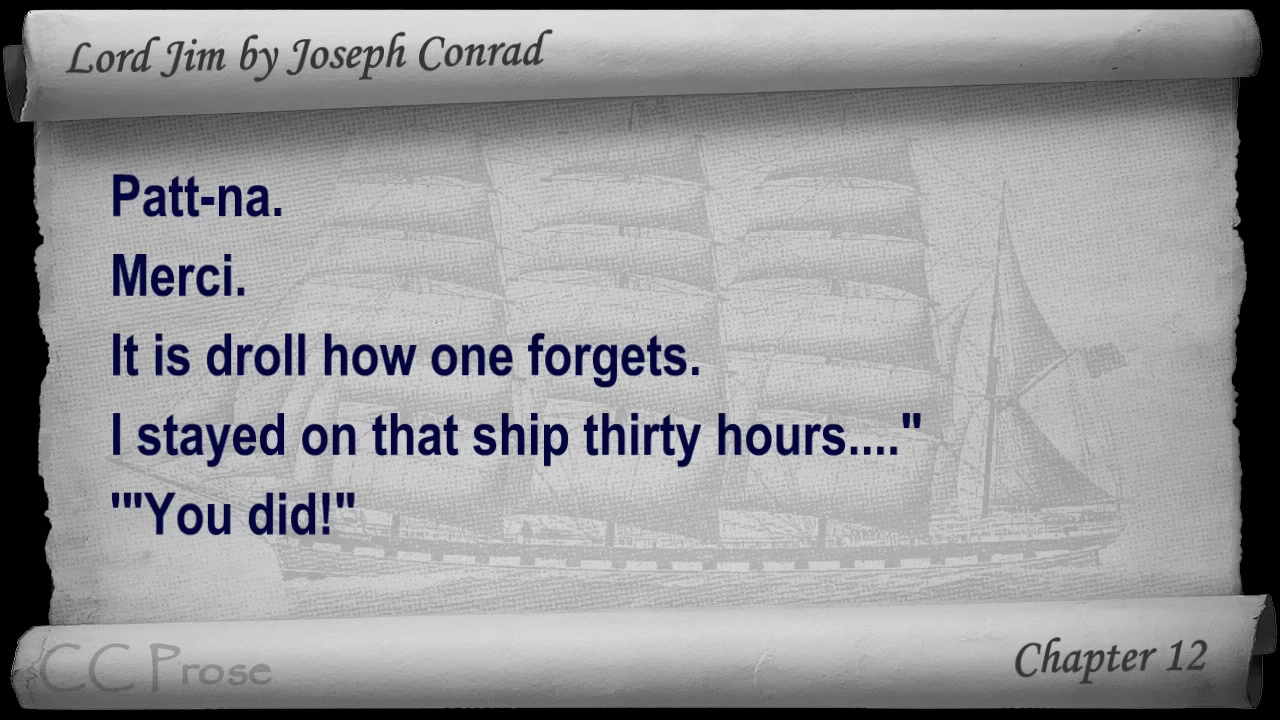 Lord Jim by Joseph Conrad
Patt-na.
Merci.
It is droll how one forgets.
I stayed on that ship thirty hours...."
'"You did!"
CC Prose
Chapter 12